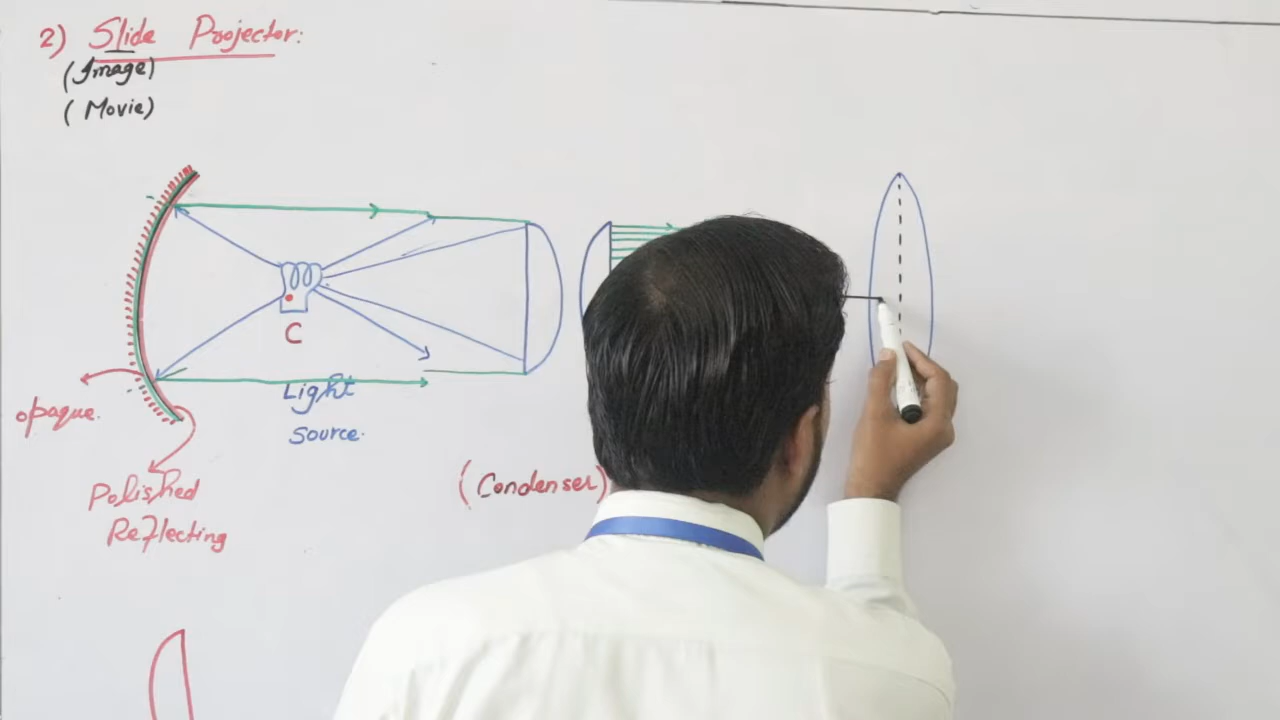 2) Slide Projector:
(Image)
(Movie)
C
Light
Source.
opaque.
Polished
Reflecting
(Condenser)